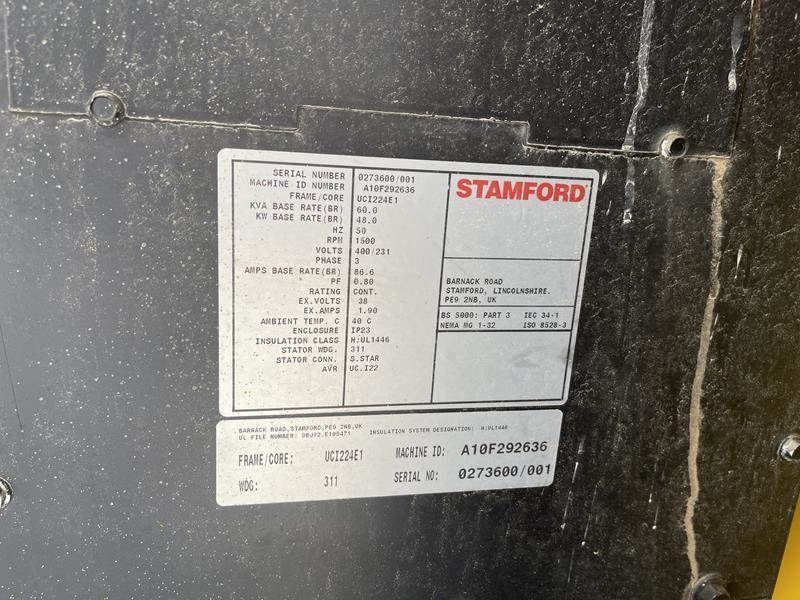 SERIAL NUMBER 0273600/001
MACHINE ID NUMBER A10F292636
FRAME/CORE UCI224E1
KVA BASE RATE(BR) 60.0
KW BASE RATE(BR) 48.0
HZ 50
RPM 1500
VOLTS 400/231
PHASE 3
AMPS BASE RATE(BR) 86.6
PF 0.80
RATING CONT.
EX.VOLTS 38
EX.AMPS 1.90
AMBIENT TEMP. C 40 C
ENCLOSURE IP23
INSULATION CLASS H:UL1446
STATOR WDG. 311
STATOR CONN. S.STAR
AVR UC.I22
STAMFORD
BARNACK ROAD
STAMFORD, LINCOLNSHIRE.
PE9 2NB. UK
BS 5000: PART 3 IEC 34-1
NEMA MG 1-32 ISO 8528-3
BARNACK ROAD,STAMFORD,PE9 2NB,UK
UL FILE NUMBER: OBJY2.E195471 INSULATION SYSTEM DESIGNATION: H:UL1446
FRAME/CORE: UCI224E1 MACHINE ID: A10F292636
WDG: 311 SERIAL NO: 0273600/001